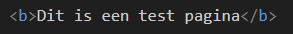 <b>Dit is een test pagina</b>